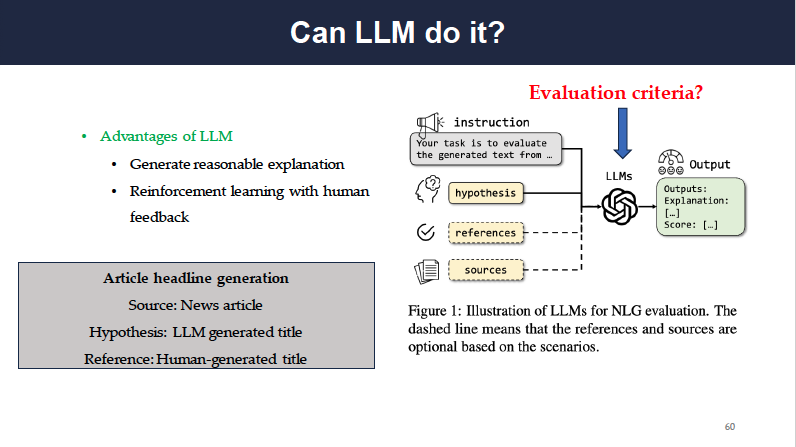 Can LLM do it?
• Advantages of LLM
• Generate reasonable explanation
• Reinforcement learning with human
feedback
Article headline generation
Source: News article
Hypothesis: LLM generated title
Reference: Human-generated title
Evaluation criteria?
instruction
Your task is to evaluate
the generated text from …
hypothesis
references
sources
LLMs
Output
Outputs:
Explanation:
[…]
Score: […]
Figure 1: Illustration of LLMs for NLG evaluation. The
dashed line means that the references and sources are
optional based on the scenarios.
60